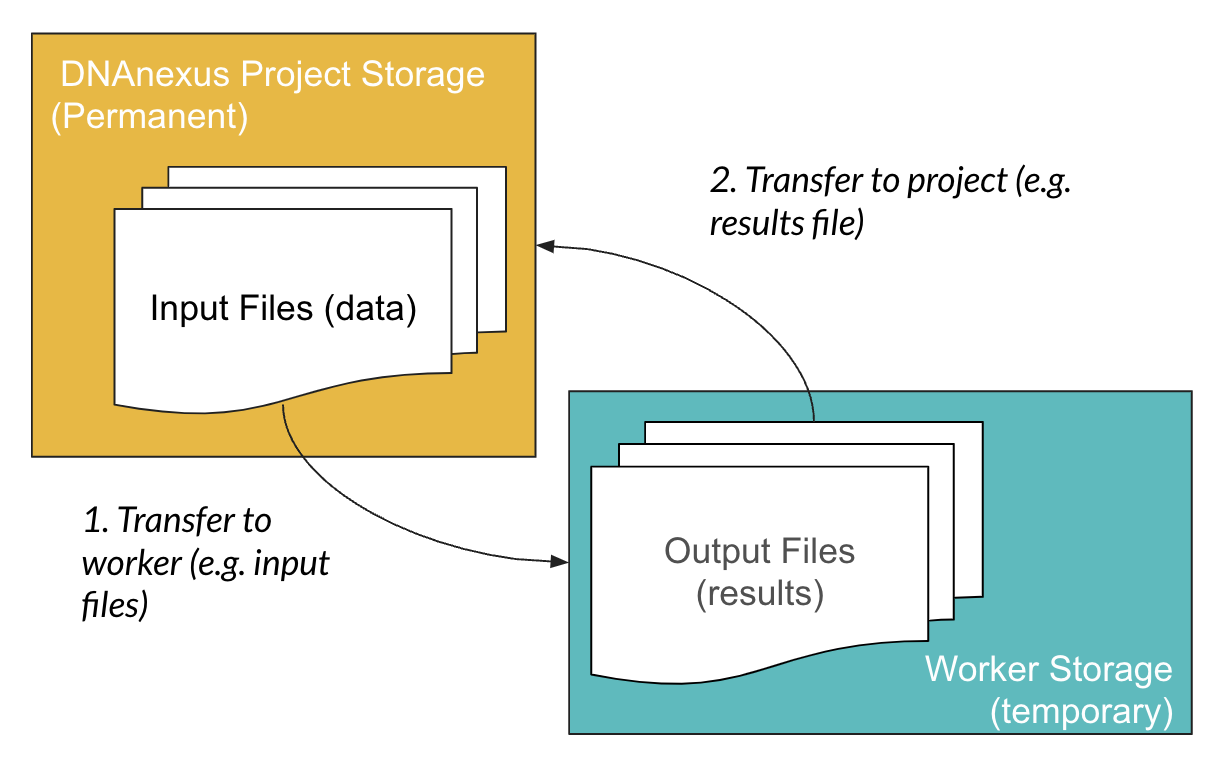 DNAnexus Project Storage
(Permanent)
Input Files (data)
2. Transfer to project (e.g.
results file)
1. Transfer to
worker (e.g. input
files)
Output Files
(results)
Worker Storage
(temporary)